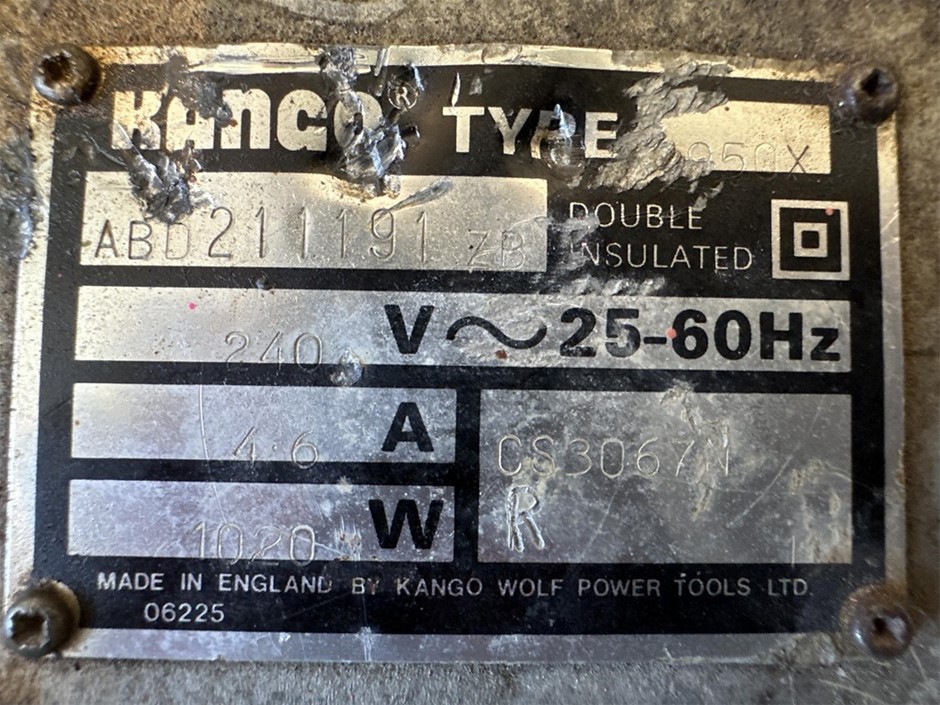 KANGO® TYPE 950X
ABD211191 ZB
DOUBLE
INSULATED
240 V ~ 25-60Hz
4·6 A
CS3067N
R
1020 W
MADE IN ENGLAND BY KANGO WOLF POWER TOOLS LTD.
06225